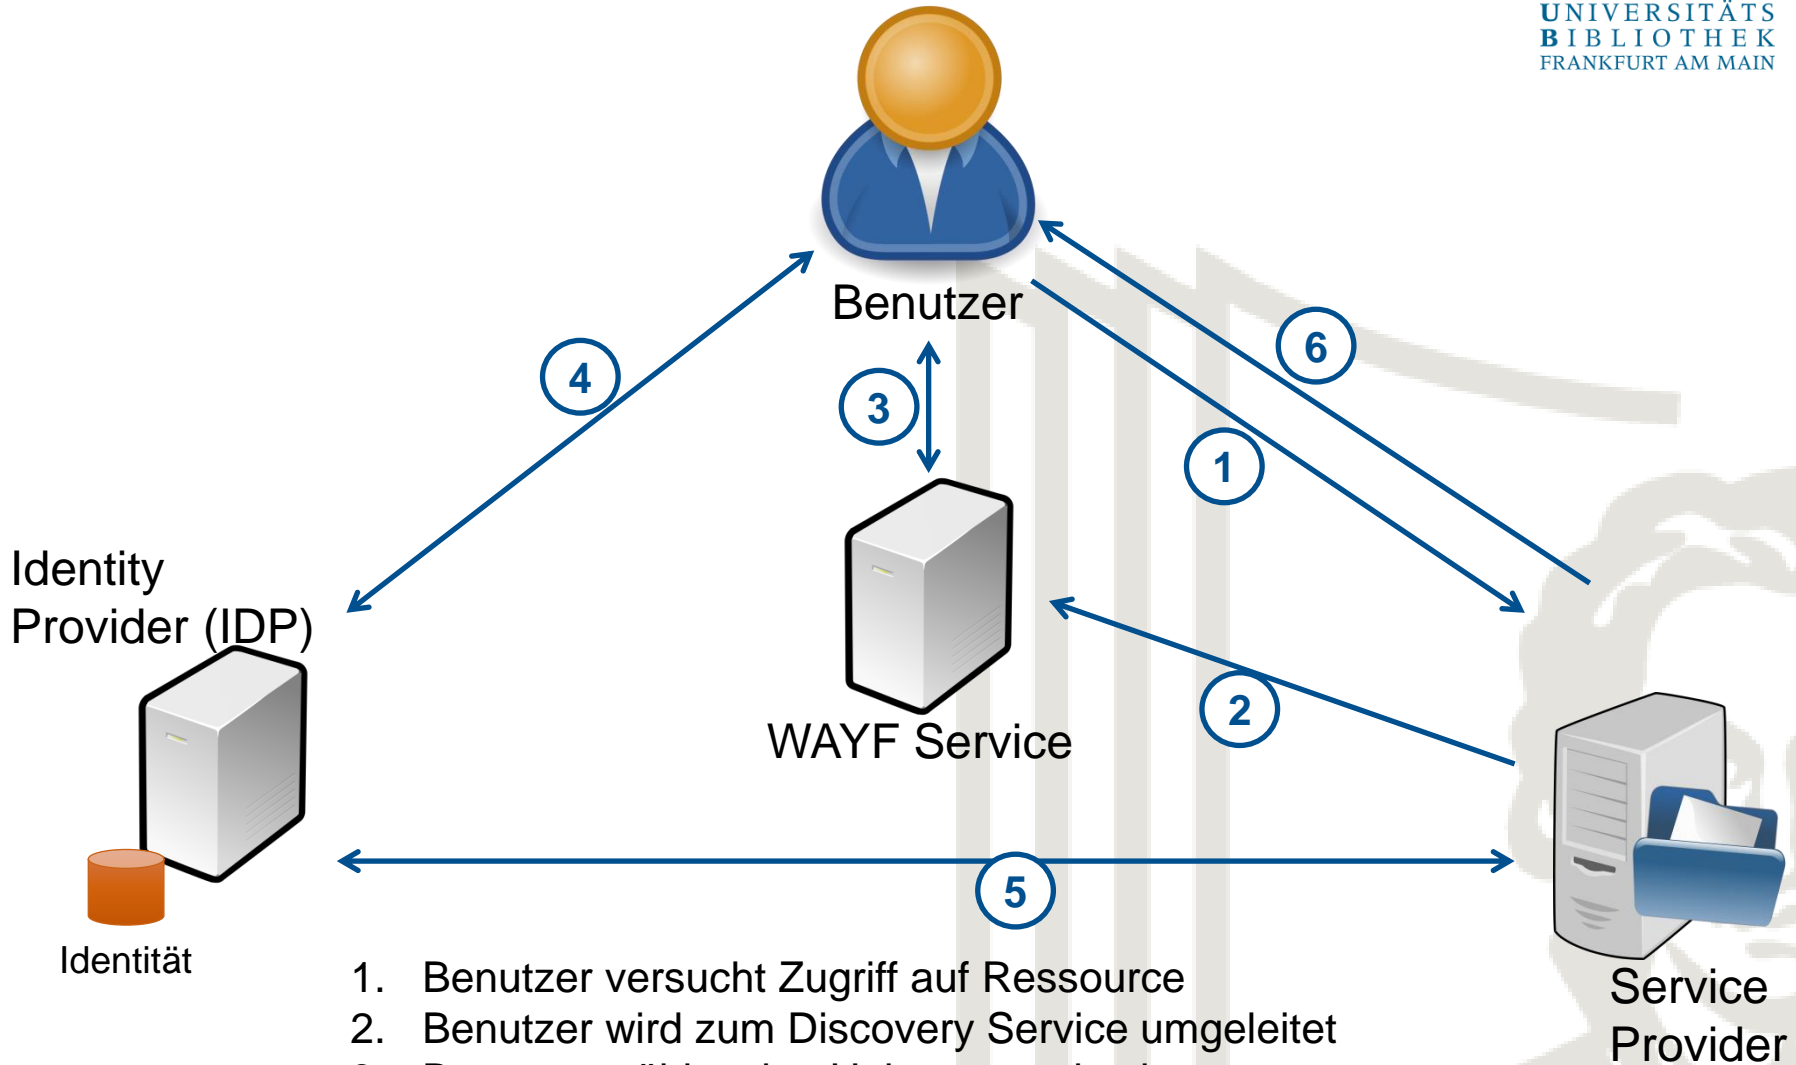 UNIVERSITÄTS
BIBLIOTHEK
FRANKFURT AM MAIN
Benutzer
4
3
6
1
Identity
Provider (IDP)
2
WAYF Service
5
Identität
Service
Provider
1. Benutzer versucht Zugriff auf Ressource
2. Benutzer wird zum Discovery Service umgeleitet